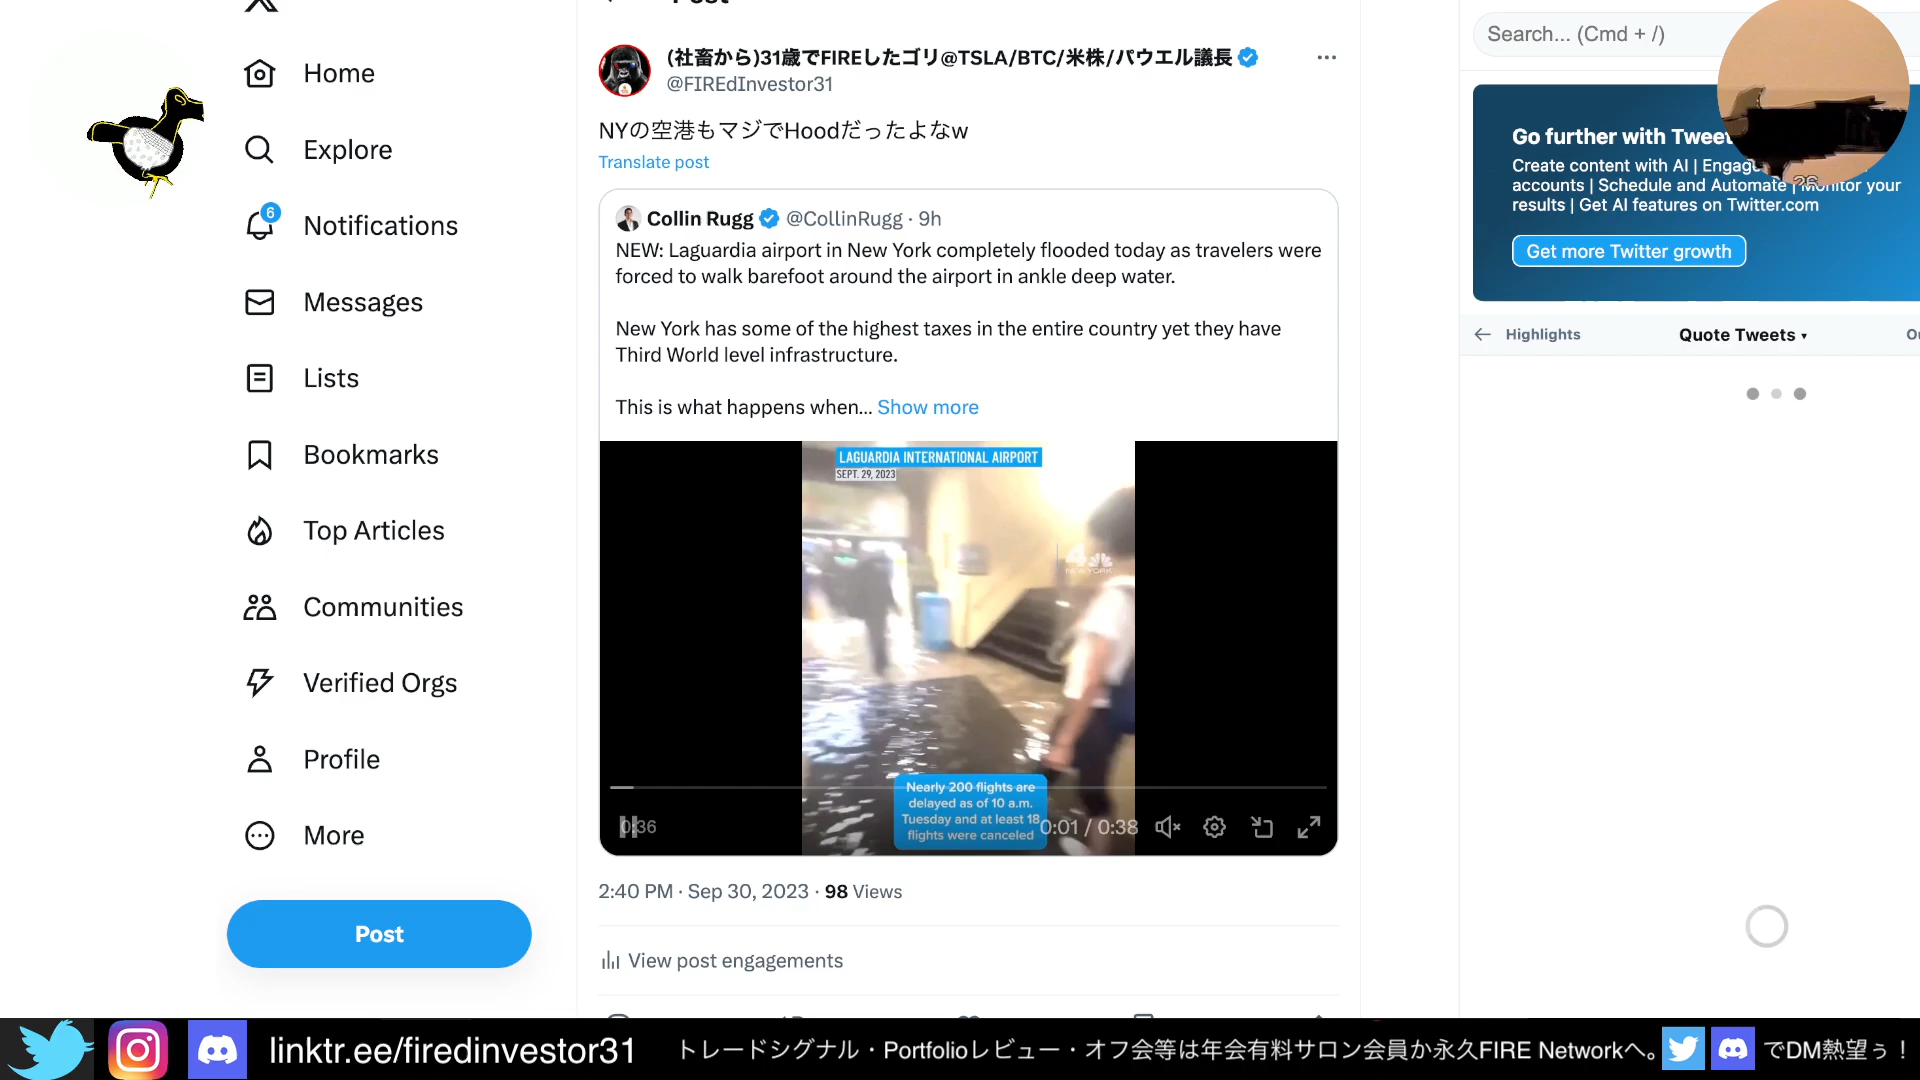 Home
Explore
6
Notifications
Messages
Lists
Bookmarks
Top Articles
Communities
Verified Orgs
Profile
More
Post
Post
(社畜から)31歳でFIREしたゴリ@TSLA/BTC/米株/パウエル議長
@FIREdInvestor31
NYの空港もマジでHoodだったよなw
Translate post
Collin Rugg @CollinRugg · 9h
NEW: Laguardia airport in New York completely flooded today as travelers were
forced to walk barefoot around the airport in ankle deep water.
New York has some of the highest taxes in the entire country yet they have
Third World level infrastructure.
This is what happens when... Show more
LAGUARDIA INTERNATIONAL AIRPORT
SEPT. 29, 2023
4
NEW YORK
Nearly 200 flights are
delayed as of 10 a.m.
Tuesday and at least 18
flights were canceled
0:36
0:01 / 0:38
2:40 PM · Sep 30, 2023 · 98 Views
View post engagements
Search... (Cmd + /)
Go further with
Create content with AI |
accounts | Schedule and Automate | Monitor your
results | Get AI features on Twitter.com
Get more Twitter growth
Highlights
Quote Tweets
linktr.ee/firedinvestor31
トレードシグナル・Portfolioレビュー・オフ会等は年会有料サロン会員か永久FIRE Networkへ。
でDM熱望ぅ！